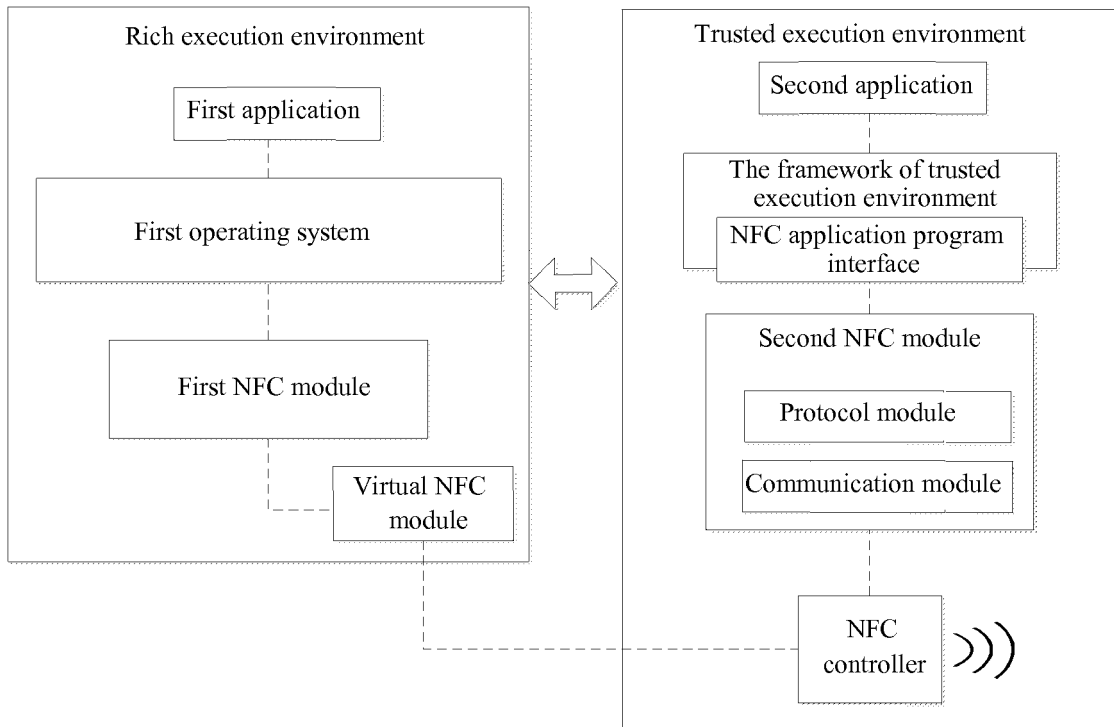 Rich execution environment
First application
First operating system
First NFC module
Virtual NFC
module
Trusted execution environment
Second application
The framework of trusted
execution environment
NFC application program
interface
Second NFC module
Protocol module
Communication module
NFC
controller